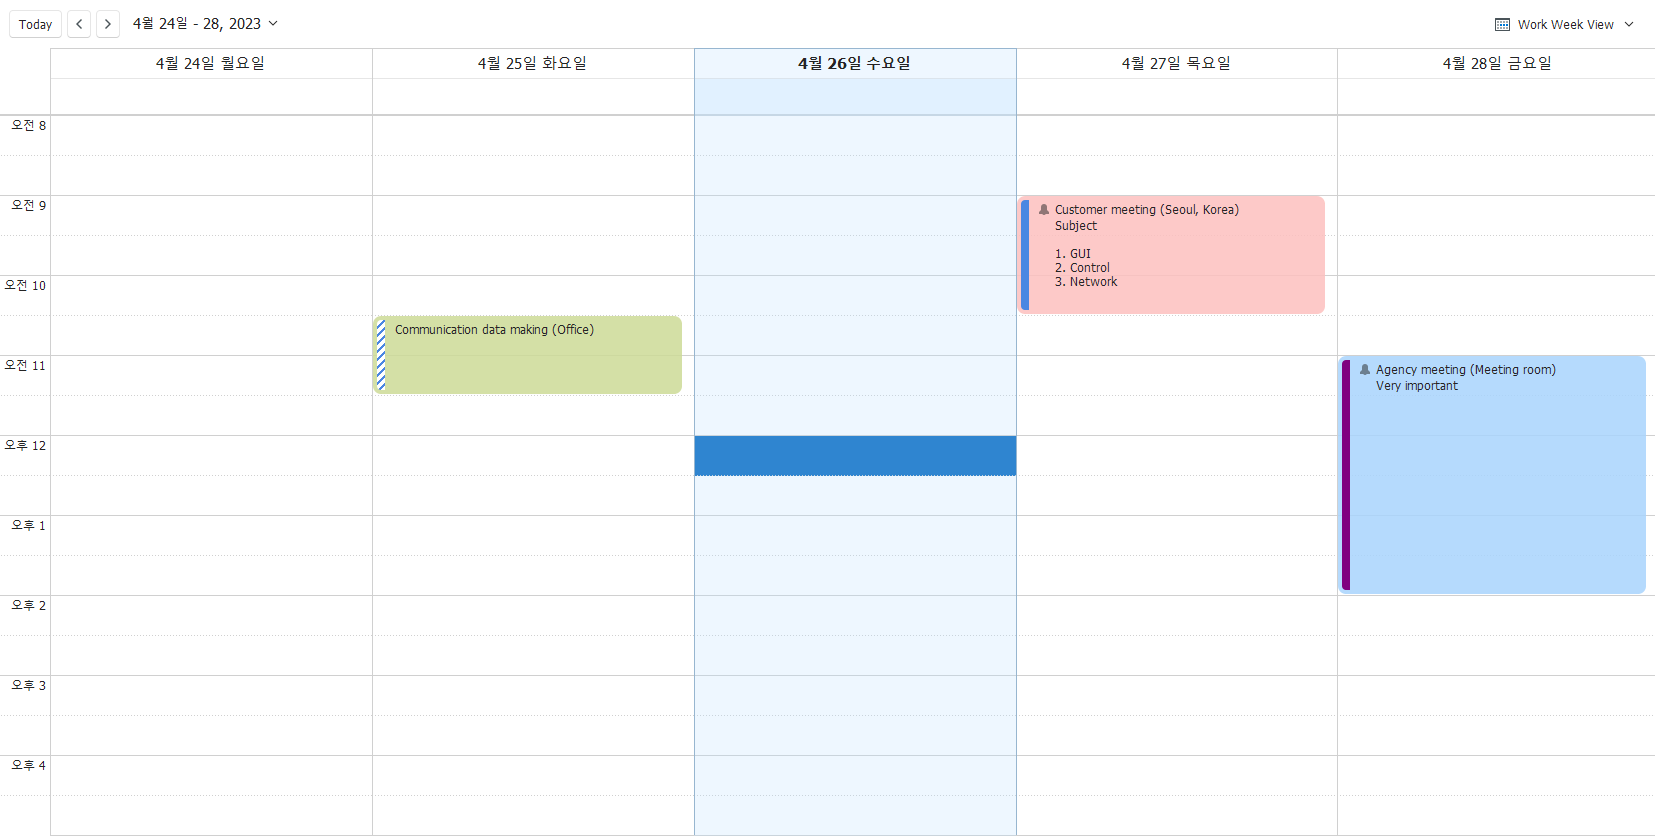 Today
4월 24일 - 28, 2023
Work Week View
4월 24일 월요일
4월 25일 화요일
4월 26일 수요일
4월 27일 목요일
4월 28일 금요일
오전 8
오전 9
오전 10
오전 11
오후 12
오후 1
오후 2
오후 3
오후 4
Communication data making (Office)
Customer meeting (Seoul, Korea)
Subject
1. GUI
2. Control
3. Network
Agency meeting (Meeting room)
Very important